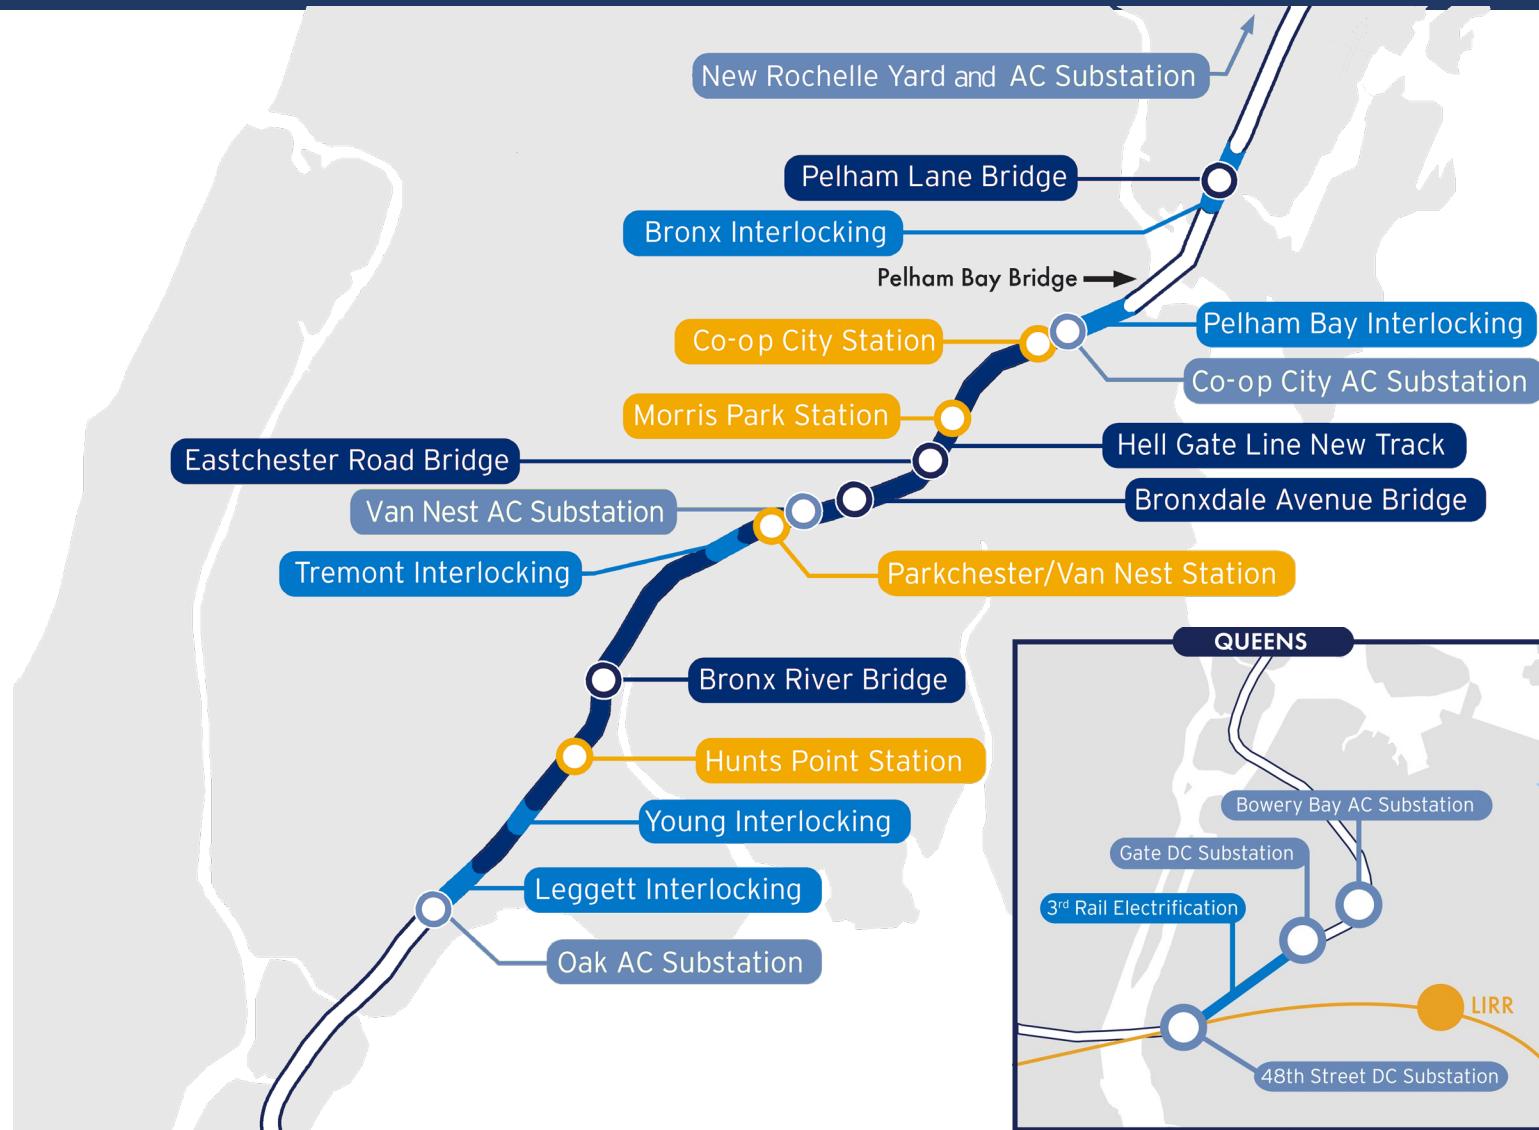 New Rochelle Yard and AC Substation
Pelham Lane Bridge
Bronx Interlocking
Pelham Bay Bridge
Co-op City Station
Pelham Bay Interlocking
Co-op City AC Substation
Morris Park Station
Hell Gate Line New Track
Eastchester Road Bridge
Bronxdale Avenue Bridge
Van Nest AC Substation
Tremont Interlocking
Parkchester/Van Nest Station
Bronx River Bridge
Hunts Point Station
Young Interlocking
Leggett Interlocking
Oak AC Substation
QUEENS
Bowery Bay AC Substation
Gate DC Substation
3rd Rail Electrification
LIRR
48th Street DC Substation